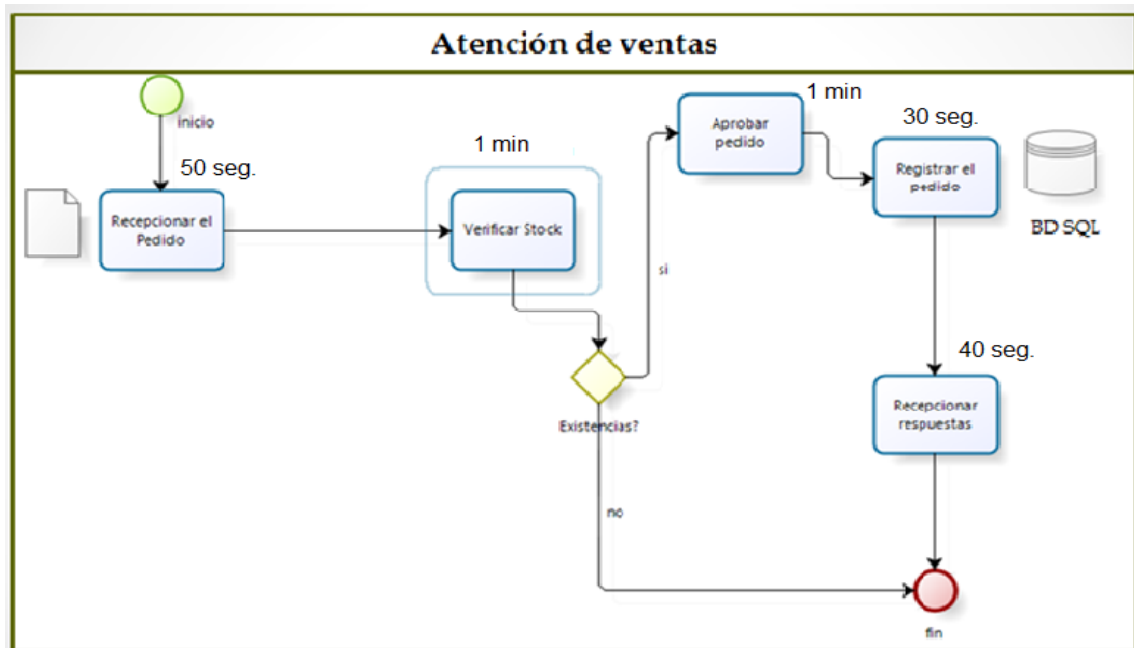 Atención de ventas
inicio
50 seg.
Recepcionar el
Pedido
1 min
Verificar Stock
Existencias?
si
no
Aprobar
pedido
1 min
30 seg.
Registrar el
pedido
BD SQL
40 seg.
Recepcionar
respuestas
fin